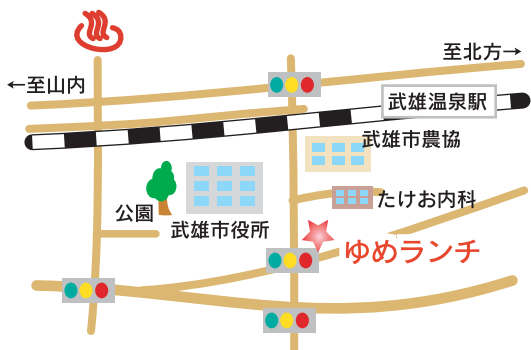 至北方→
←至山内
武雄温泉駅
武雄市農協
たけお内科
公園
武雄市役所
ゆめランチ